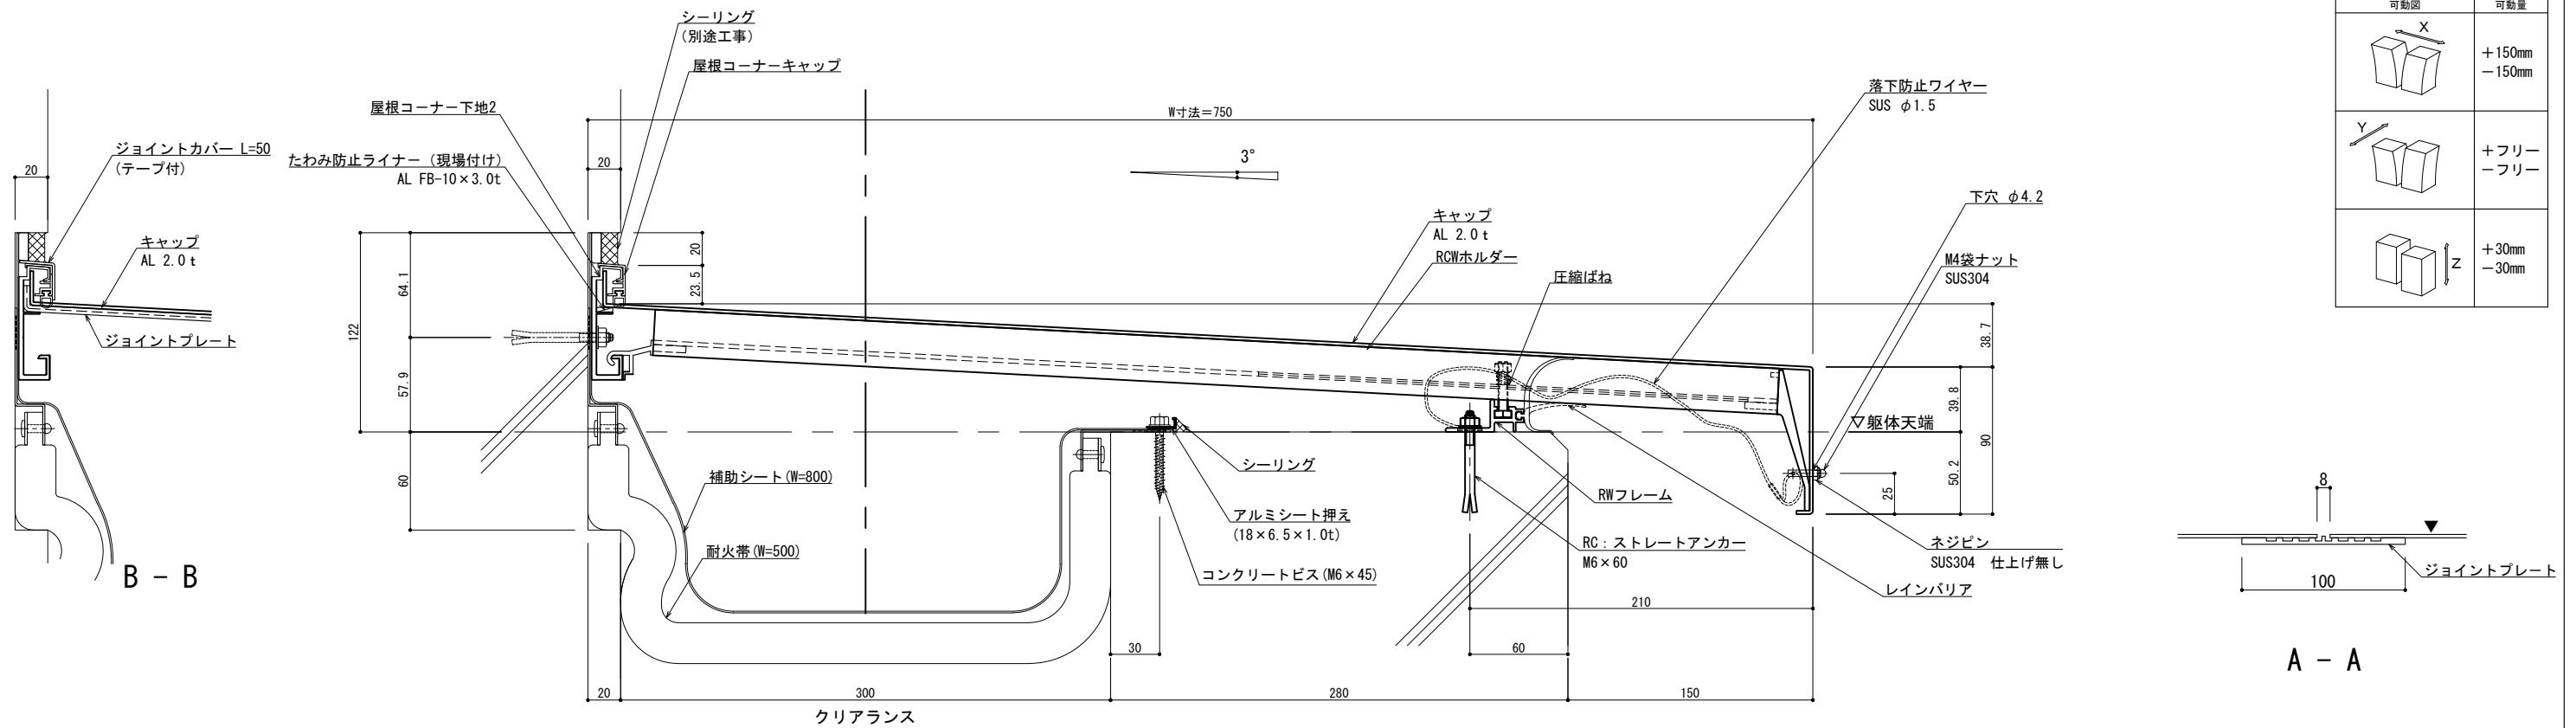 シーリング
(別途工事)
屋根コーナーキャップ
屋根コーナー下地2
たわみ防止ライナー(現場付け)
AL FB-10×3.0t
ジョイントカバー L=50
(テープ付)
20
キャップ
AL 2.0t
ジョイントプレート
B - B
20
W寸法=750
3°
落下防止ワイヤー
SUS φ1.5
キャップ
AL 2.0t
RCWホルダー
圧縮ばね
下穴 φ4.2
M4袋ナット
SUS304
122
64.1
57.9
60
20
23.5
38.7
39.8
▽躯体天端
90
50.2
25
補助シート(W=800)
耐火帯(W=500)
シーリング
アルミシート押え
(18×6.5×1.0t)
コンクリートビス(M6×45)
RWフレーム
RC:ストレートアンカー
M6×60
ネジピン
SUS304 仕上げ無し
レインバリア
210
30
60
20
300
280
150
クリアランス
可動図
可動量
X
+150mm
-150mm
Y
+フリー
-フリー
Z
+30mm
-30mm
8
▼
100
ジョイントプレート
A - A